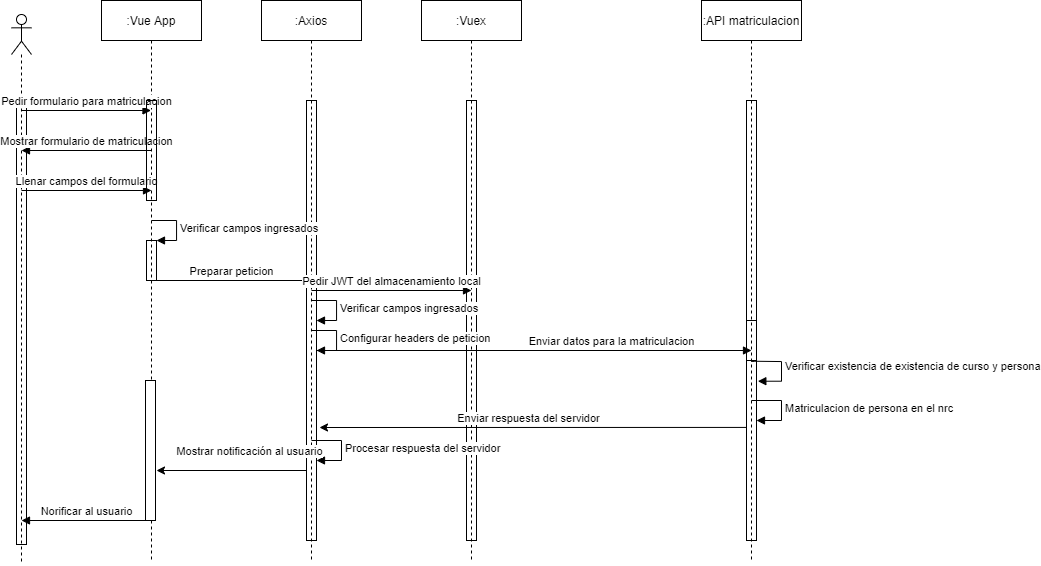 :Vue App
:Axios
:Vuex
:API matriculacion
Pedir formulario para matriculacion
Mostrar formulario de matriculacion
Llenar campos del formulario
Verificar campos ingresados
Preparar peticion
Pedir JWT del almacenamiento local
Verificar campos ingresados
Configurar headers de peticion
Enviar datos para la matriculacion
Verificar existencia de existencia de curso y persona
Matriculacion de persona en el nrc
Enviar respuesta del servidor
Procesar respuesta del servidor
Mostrar notificación al usuario
Norificar al usuario